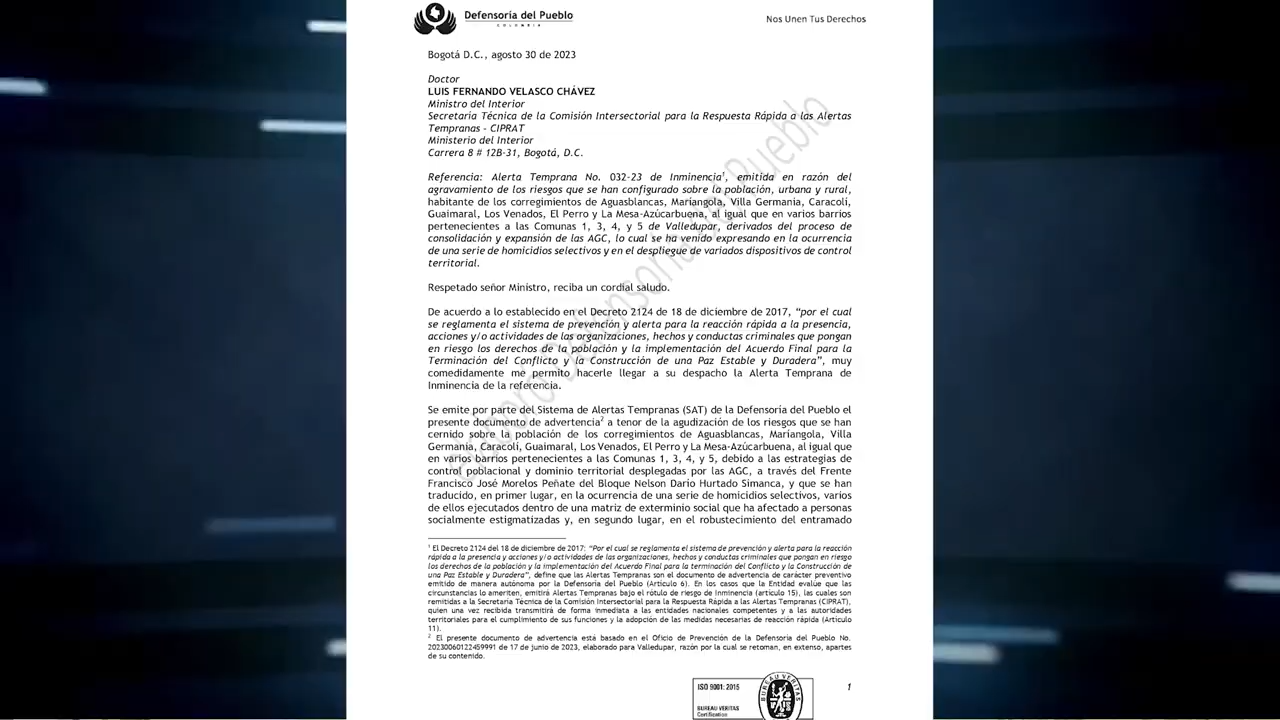 Defensoría del Pueblo
COLOMBIA
Nos Unen Tus Derechos
Bogotá D.C., agosto 30 de 2023
Doctor
LUIS FERNANDO VELASCO CHÁVEZ
Ministro del Interior
Secretaría Técnica de la Comisión Intersectorial para la Respuesta Rápida a las Alertas
Tempranas - CIPRAT
Ministerio del Interior
Carrera 8 # 12B-31, Bogotá, D.C.
Referencia: Alerta Temprana No. 032-23 de Inminencia¹, emitida en razón del
agravamiento de los riesgos que se han configurado sobre la población, urbana y rural,
habitante de los corregimientos de Aguasblancas, Mariangola, Villa Germania, Caracolí,
Guaimaral, Los Venados, El Perro y La Mesa-Azúcarbuena, al igual que en varios barrios
pertenecientes a las Comunas 1, 3, 4, y 5 de Valledupar, derivados del proceso de
consolidación y expansión de las AGC, lo cual se ha venido expresando en la ocurrencia
de una serie de homicidios selectivos y en el despliegue de variados dispositivos de control
territorial.
Respetado señor Ministro, reciba un cordial saludo.
De acuerdo a lo establecido en el Decreto 2124 de 18 de diciembre de 2017, “por el cual
se reglamenta el sistema de prevención y alerta para la reacción rápida a la presencia,
acciones y/o actividades de las organizaciones, hechos y conductas criminales que pongan
en riesgo los derechos de la población y la implementación del Acuerdo Final para la
Terminación del Conflicto y la Construcción de una Paz Estable y Duradera”, muy
comedidamente me permito hacerle llegar a su despacho la Alerta Temprana de
Inminencia de la referencia.
Se emite por parte del Sistema de Alertas Tempranas (SAT) de la Defensoría del Pueblo el
presente documento de advertencia² a tenor de la agudización de los riesgos que se han
cernido sobre la población de los corregimientos de Aguasblancas, Mariangola, Villa
Germania, Caracolí, Guaimaral, Los Venados, El Perro y La Mesa-Azúcarbuena, al igual que
en varios barrios pertenecientes a las Comunas 1, 3, 4, y 5, debido a las estrategias de
control poblacional y dominio territorial desplegadas por las AGC, a través del Frente
Francisco José Morelos Peñate del Bloque Nelson Darío Hurtado Simanca, y que se han
traducido, en primer lugar, en la ocurrencia de una serie de homicidios selectivos, varios
de ellos ejecutados dentro de una matriz de exterminio social que ha afectado a personas
socialmente estigmatizadas y, en segundo lugar, en el robustecimiento del entramado
¹ El Decreto 2124 del 18 de diciembre de 2017: “Por el cual se reglamenta el sistema de prevención y alerta para la reacción
rápida a la presencia y acciones y/o actividades de las organizaciones, hechos y conductas criminales que pongan en riesgo
los derechos de la población y la implementación del Acuerdo Final para la terminación del Conflicto y la Construcción de
una Paz Estable y Duradera”, define que las Alertas Tempranas son el documento de advertencia de carácter preventivo
emitido de manera autónoma por la Defensoría del Pueblo (Artículo 6). En los casos que la Entidad evalúe que las
circunstancias lo ameriten, emitirá Alertas Tempranas bajo el rótulo de riesgo de Inminencia (artículo 15), las cuales son
remitidas a la Secretaría Técnica de la Comisión Intersectorial para la Respuesta Rápida a las Alertas Tempranas (CIPRAT),
quien una vez recibida transmitirá de forma inmediata a las entidades nacionales competentes y a las autoridades
territoriales para el cumplimiento de sus funciones y la adopción de las medidas necesarias de reacción rápida (Artículo
11).
² El presente documento de advertencia está basado en el Oficio de Prevención de la Defensoría del Pueblo No.
20230060122459991 de 17 de junio de 2023, elaborado para Valledupar, razón por la cual se retoman, en extenso, apartes
de su contenido.
ISO 9001: 2015
BUREAU VERITAS
Certification
BUREAU VERITAS
1